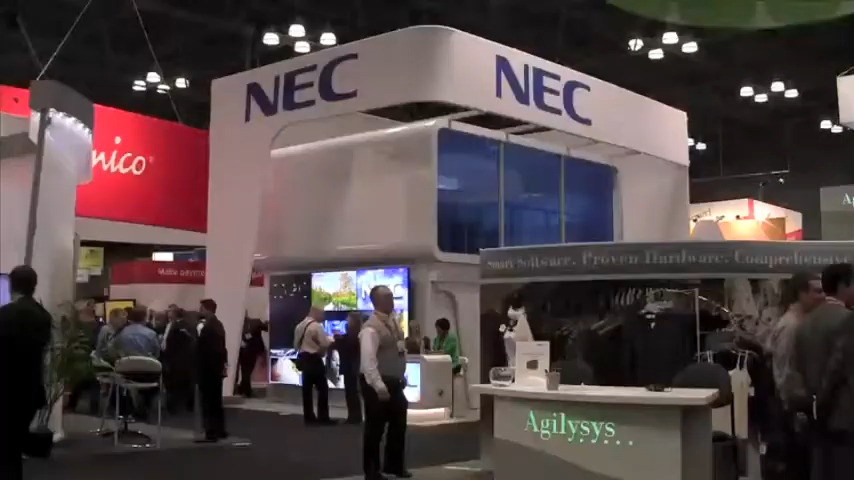 NEC
NEC
nico
Smart Software. Proven Hardware. Comprehensive
Agilysys